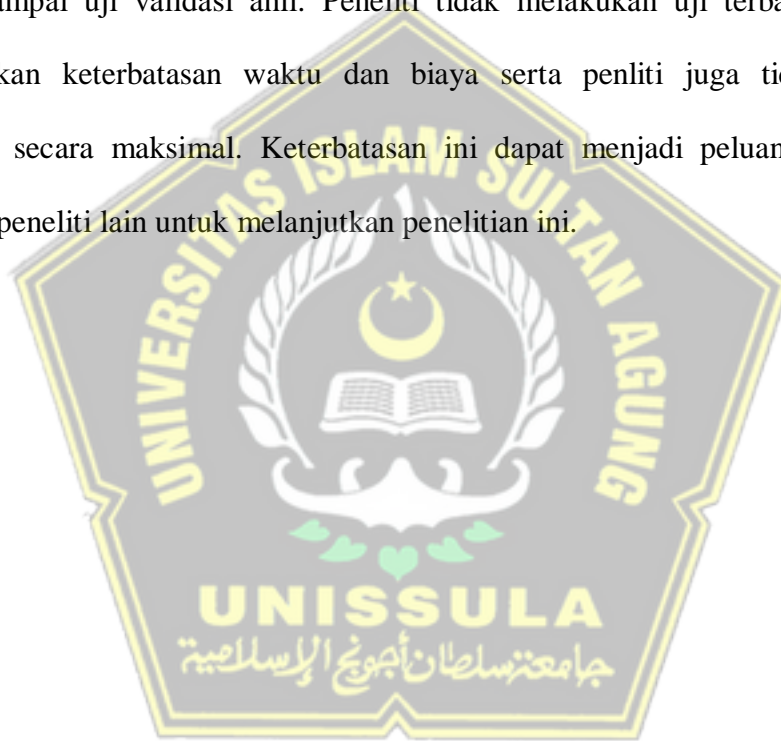 uji validasi ahli. Peneliti tidak melakukan uji
keterbatasan waktu dan biaya serta penliti juga
secara maksimal. Keterbatasan ini dapat menjadi
peneliti lain untuk melanjutkan penelitian ini.
UNIVERSITAS ISLAM SULTAN AGUNG
UNISSULA
جامعة سلطان أجونج الإسلامية